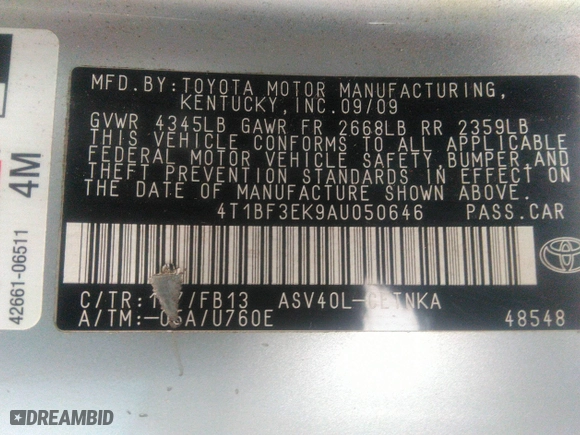 MFD. BY: TOYOTA MOTOR MANUFACTURING,
KENTUCKY, INC. 09/09
GVWR 4345LB GAWR FR 2668LB RR 2359LB
THIS VEHICLE CONFORMS TO ALL APPLICABLE
FEDERAL MOTOR VEHICLE SAFETY, BUMPER, AND
THEFT PREVENTION STANDARDS IN EFFECT ON
THE DATE OF MANUFACTURE SHOWN ABOVE.
4T1BF3EK9AU050646 PASS.CAR
C/TR: /FB13 ASV40L-
A/TM: /U760E 48548
42661-06511 4M
DREAMBID